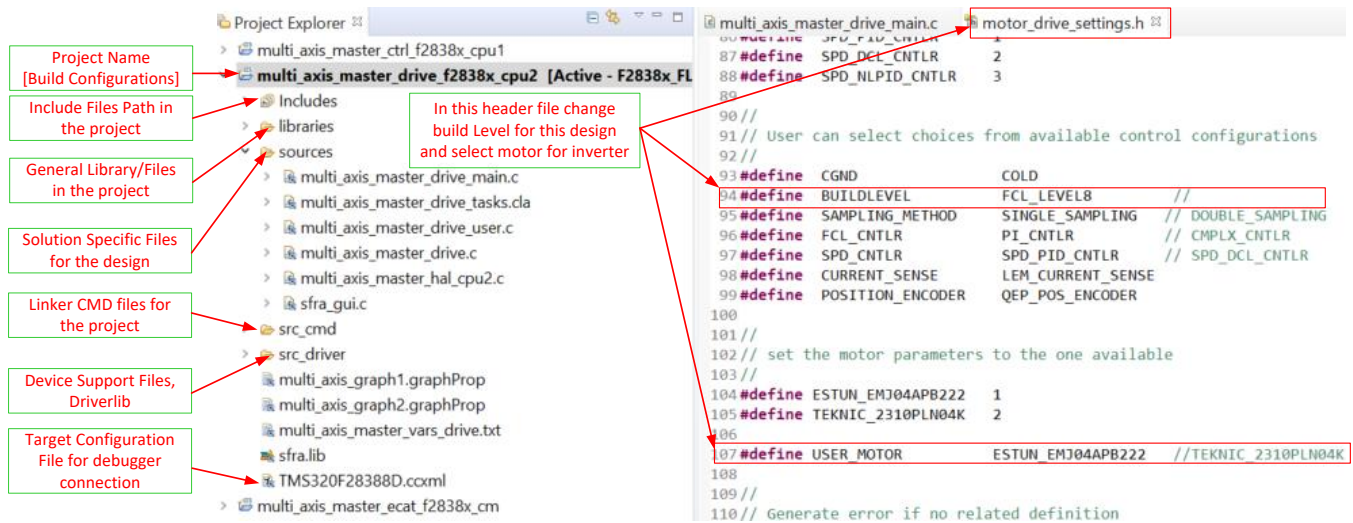 Project Name
[Build Configurations]
Include Files Path in
the project
General Library/Files
in the project
Solution Specific Files
for the design
Linker CMD files for
the project
Device Support Files,
Driverlib
Target Configuration
File for debugger
connection
Project Explorer
multi_axis_master_ctrl_f2838x_cpu1
multi_axis_master_drive_f2838x_cpu2 [Active - F2838x_FL
Includes
libraries
sources
multi_axis_master_drive_main.c
multi_axis_master_drive_tasks.cla
multi_axis_master_drive_user.c
multi_axis_master_drive.c
multi_axis_master_hal_cpu2.c
sfra_gui.c
src_cmd
src_driver
multi_axis_graph1.graphProp
multi_axis_graph2.graphProp
multi_axis_master_vars_drive.txt
sfra.lib
TMS320F28388D.ccxml
multi_axis_master_ecat_f2838x_cm
In this header file change
build Level for this design
and select motor for inverter
multi_axis_master_drive_main.c
motor_drive_settings.h
86 #define SPD_PID_CNTLR 1
87 #define SPD_DCL_CNTLR 2
88 #define SPD_NLPID_CNTLR 3
89
90 //
91 // User can select choices from available control configurations
92 //
93 #define CGND COLD
94 #define BUILDLEVEL FCL_LEVEL8 //
95 #define SAMPLING_METHOD SINGLE_SAMPLING // DOUBLE_SAMPLING
96 #define FCL_CNTLR PI_CNTLR // CMPLX_CNTLR
97 #define SPD_CNTLR SPD_PID_CNTLR // SPD_DCL_CNTLR
98 #define CURRENT_SENSE LEM_CURRENT_SENSE
99 #define POSITION_ENCODER QEP_POS_ENCODER
100
101 //
102 // set the motor parameters to the one available
103 //
104 #define ESTUN_EMJ04APB222 1
105 #define TEKNIC_2310PLN04K 2
106
107 #define USER_MOTOR ESTUN_EMJ04APB222 //TEKNIC_2310PLN04K
108
109 //
110 // Generate error if no related definition